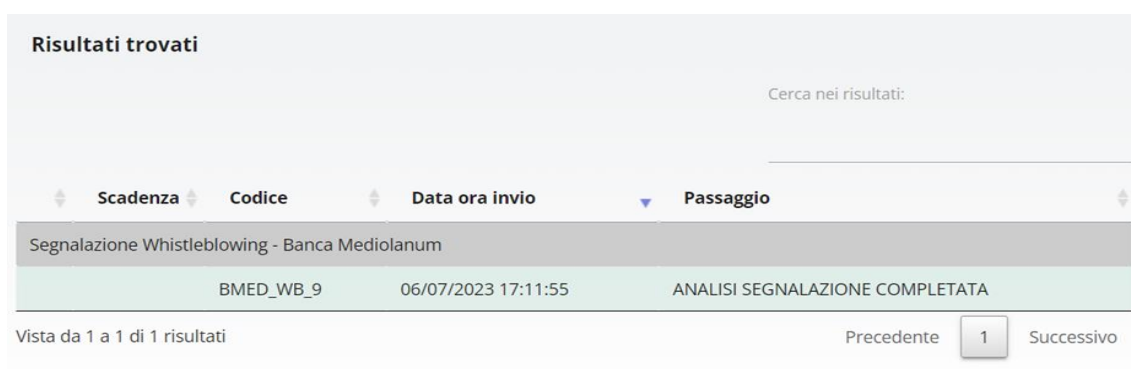 Risultati trovati
Cerca nei risultati:
Scadenza Codice Data ora invio Passaggio
Segnalazione Whistleblowing - Banca Mediolanum
BMED_WB_9 06/07/2023 17:11:55 ANALISI SEGNALAZIONE COMPLETATA
Vista da 1 a 1 di 1 risultati Precedente 1 Successivo